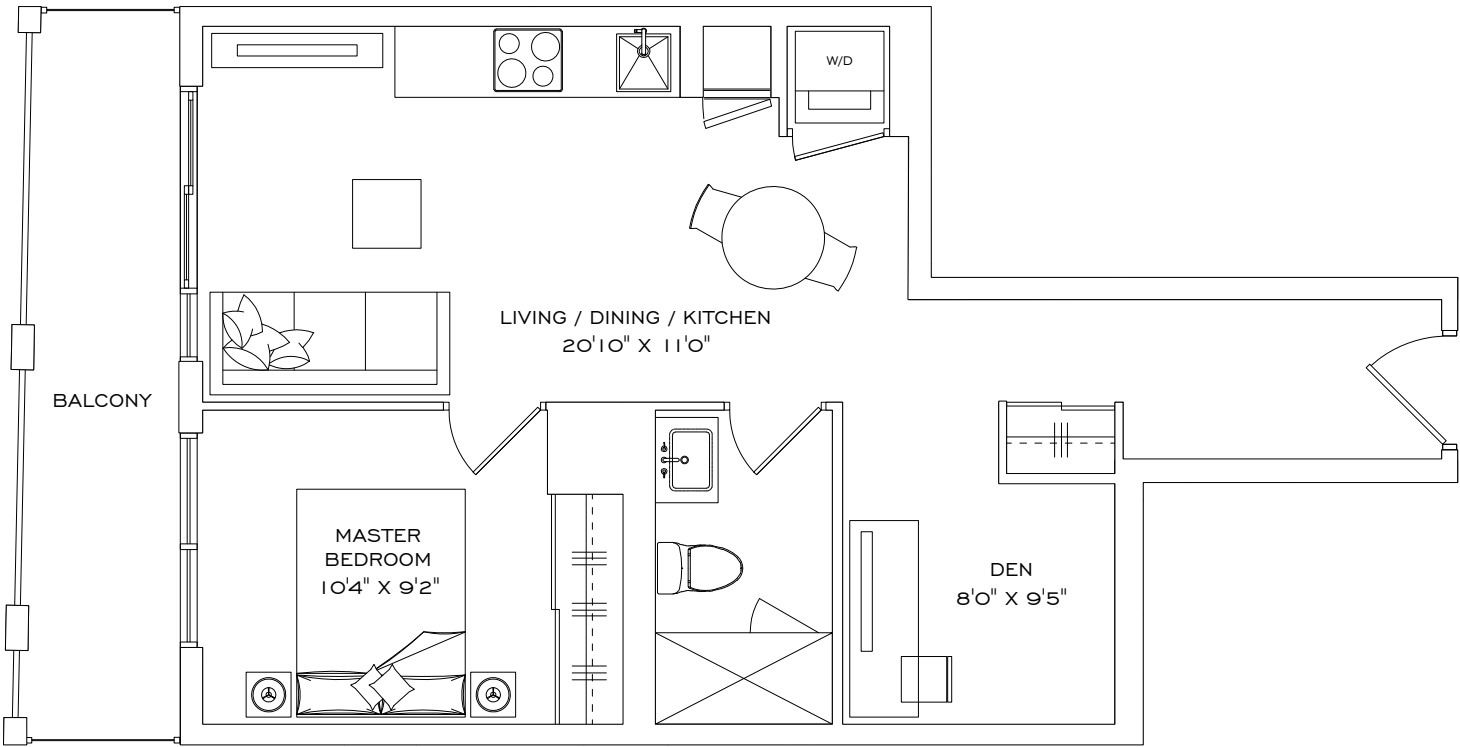 W/D
LIVING / DINING / KITCHEN
20'10" X 11'0"
BALCONY
MASTER
BEDROOM
10'4" X 9'2"
DEN
8'0" X 9'5"